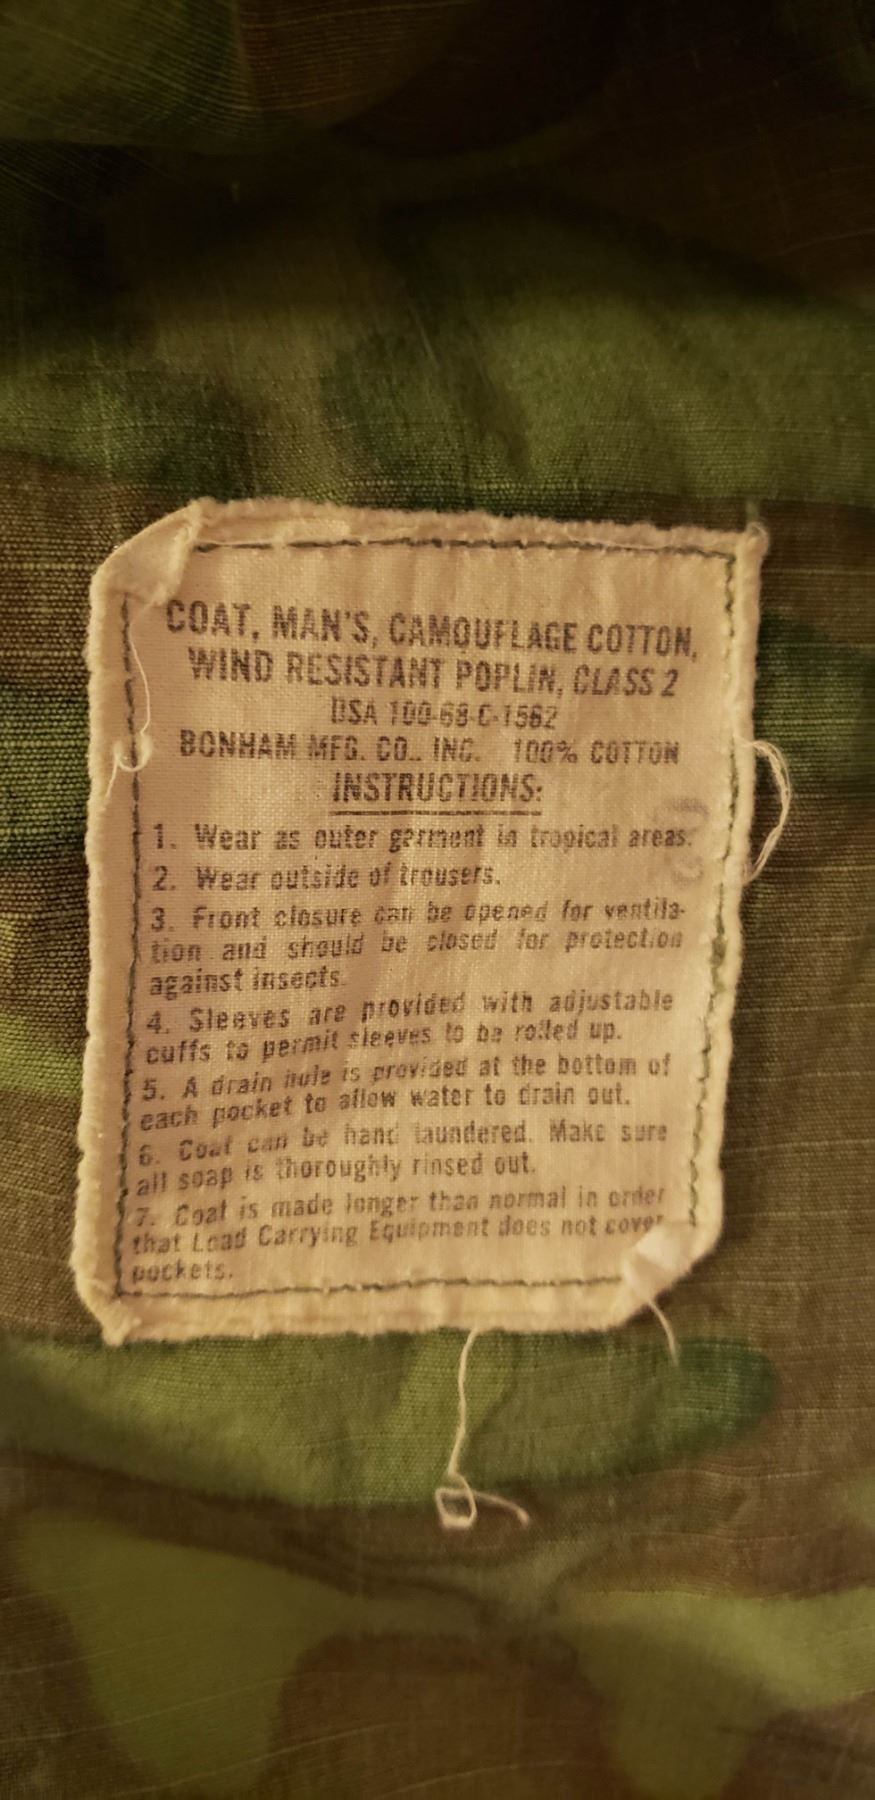 COAT, MAN'S, CAMOUFLAGE COTTON,
WIND RESISTANT POPLIN, CLASS 2
DSA 100-68-C-1562
BONHAM MFG. CO., INC. 100% COTTON
INSTRUCTIONS:
1. Wear as outer garment in tropical areas.
2. Wear outside of trousers.
3. Front closure can be opened for ventila-
tion and should be closed for protection
against insects.
4. Sleeves are provided with adjustable
cuffs to permit sleeves to be rolled up.
5. A drain hole is provided at the bottom of
each pocket to allow water to drain out.
6. Coat can be hand laundered. Make sure
all soap is thoroughly rinsed out.
7. Coat is made longer than normal in order
that Load Carrying Equipment does not cover
pockets.